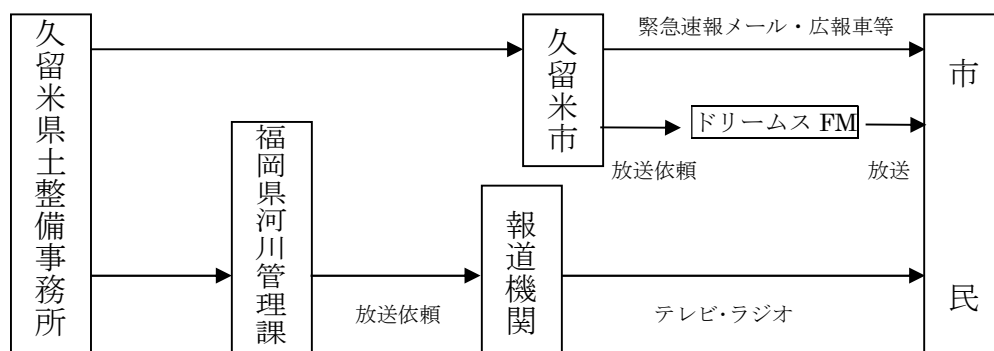 久留米県土整備事務所
福岡県河川管理課
久留米市
緊急速報メール・広報車等
ドリームス FM
放送依頼
放送
放送依頼
報道機関
テレビ･ラジオ
市民